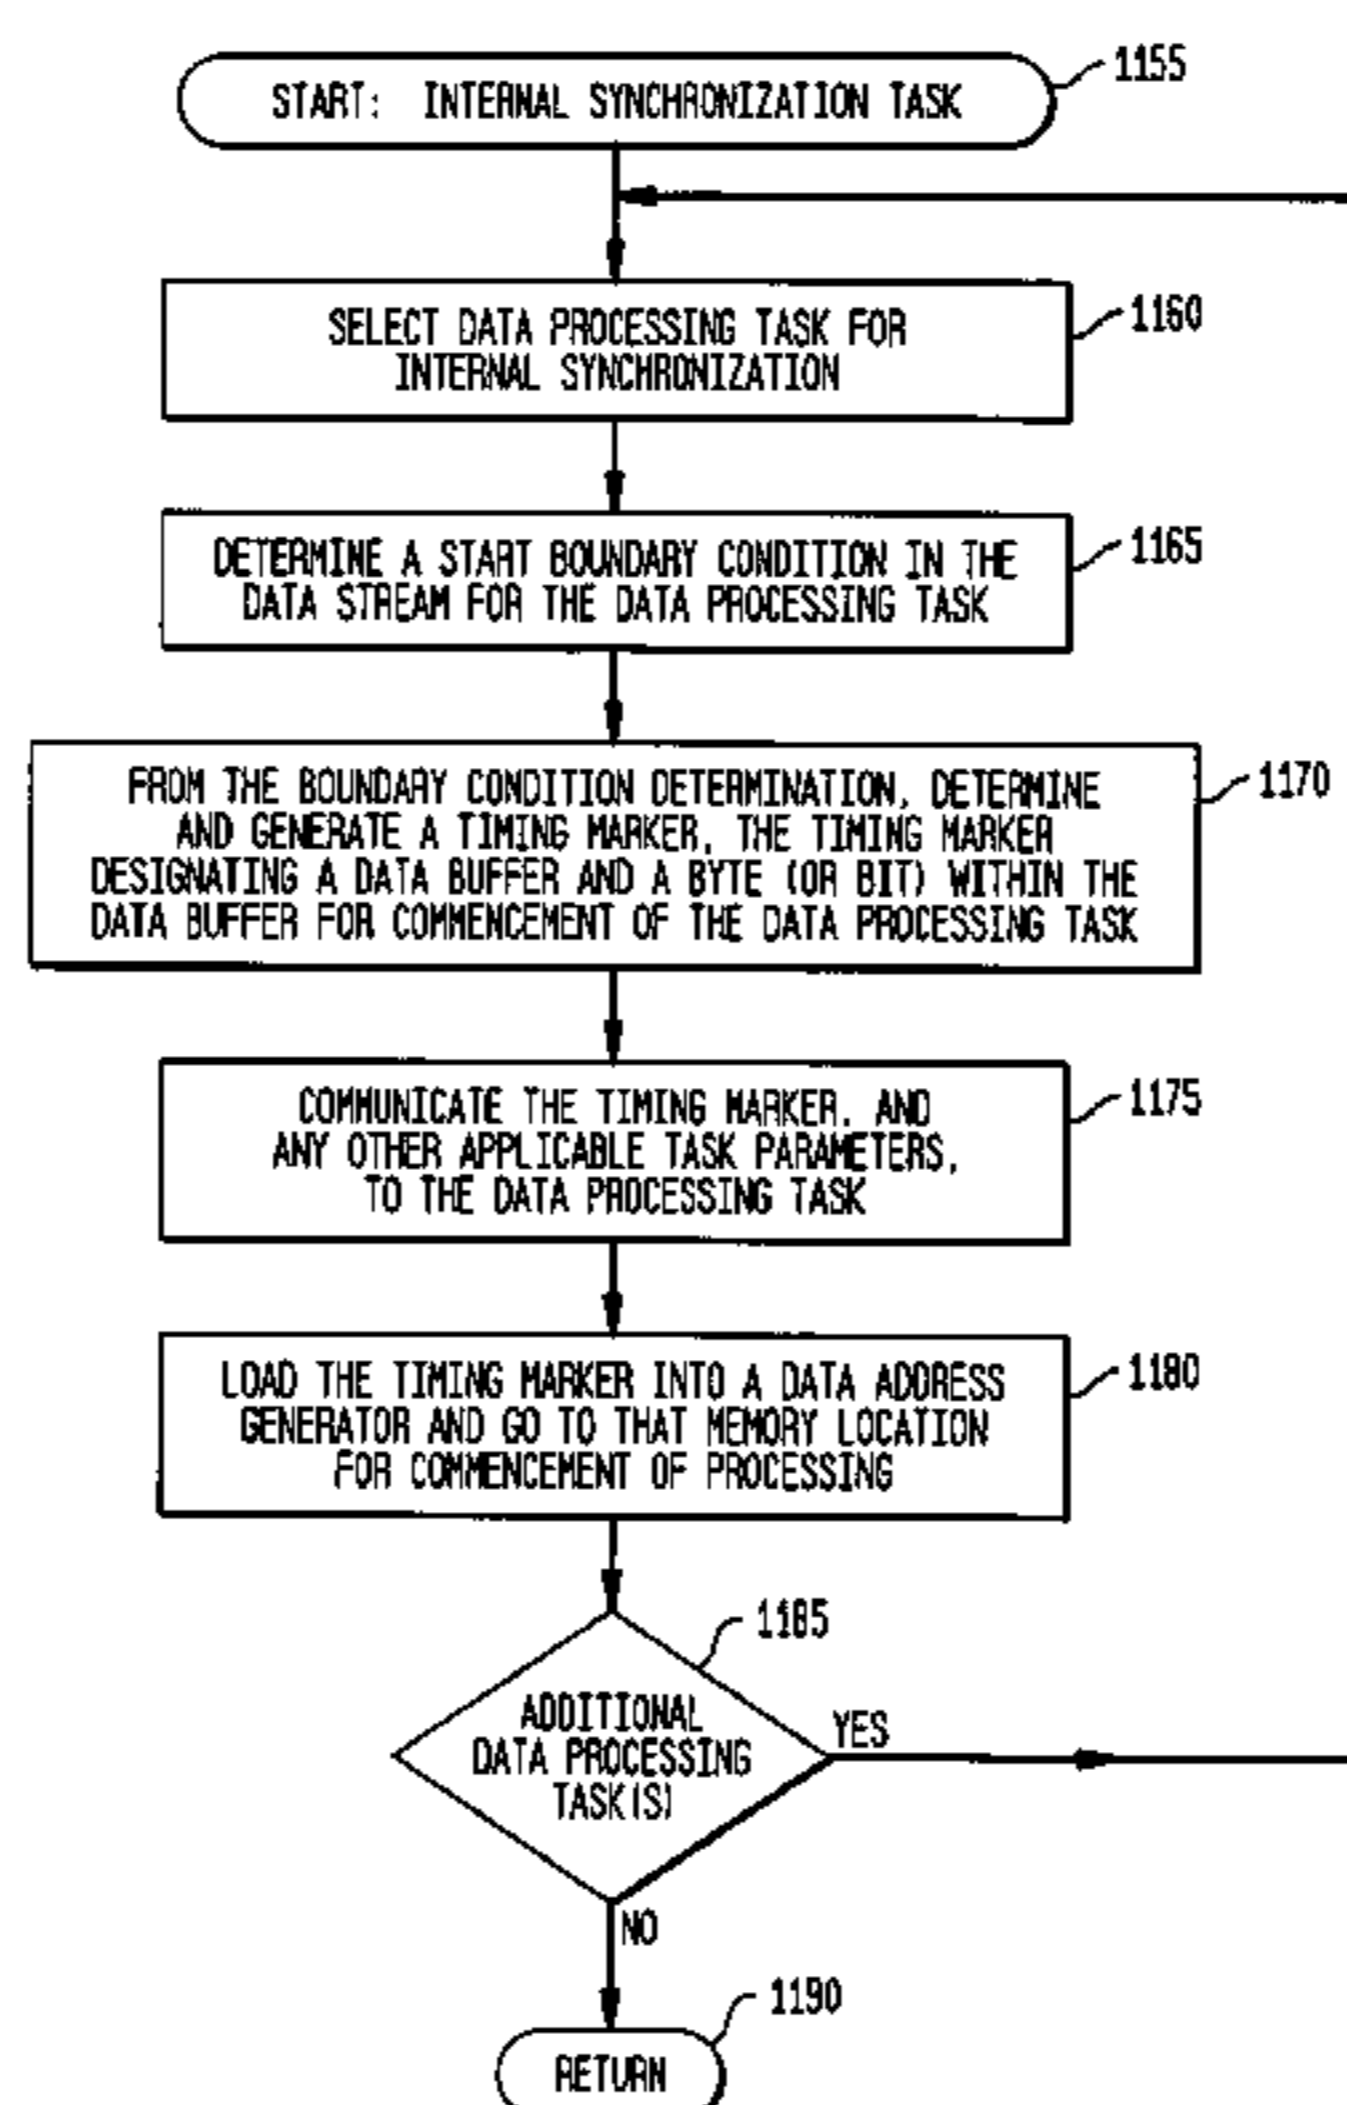 START: INTERNAL SYNCHRONIZATION TASK
1155
SELECT DATA PROCESSING TASK FOR
INTERNAL SYNCHRONIZATION
1160
DETERMINE A START BOUNDARY CONDITION IN THE
DATA STREAM FOR THE DATA PROCESSING TASK
1165
FROM THE BOUNDARY CONDITION DETERMINATION, DETERMINE
AND GENERATE A TIMING MARKER, THE TIMING MARKER
DESIGNATING A DATA BUFFER AND A BYTE (OR BIT) WITHIN THE
DATA BUFFER FOR COMMENCEMENT OF THE DATA PROCESSING TASK
1170
COMMUNICATE THE TIMING MARKER, AND
ANY OTHER APPLICABLE TASK PARAMETERS,
TO THE DATA PROCESSING TASK
1175
LOAD THE TIMING MARKER INTO A DATA ADDRESS
GENERATOR AND GO TO THAT MEMORY LOCATION
FOR COMMENCEMENT OF PROCESSING
1180
1185
ADDITIONAL
DATA PROCESSING
TASK(S)
YES
NO
1190
RETURN